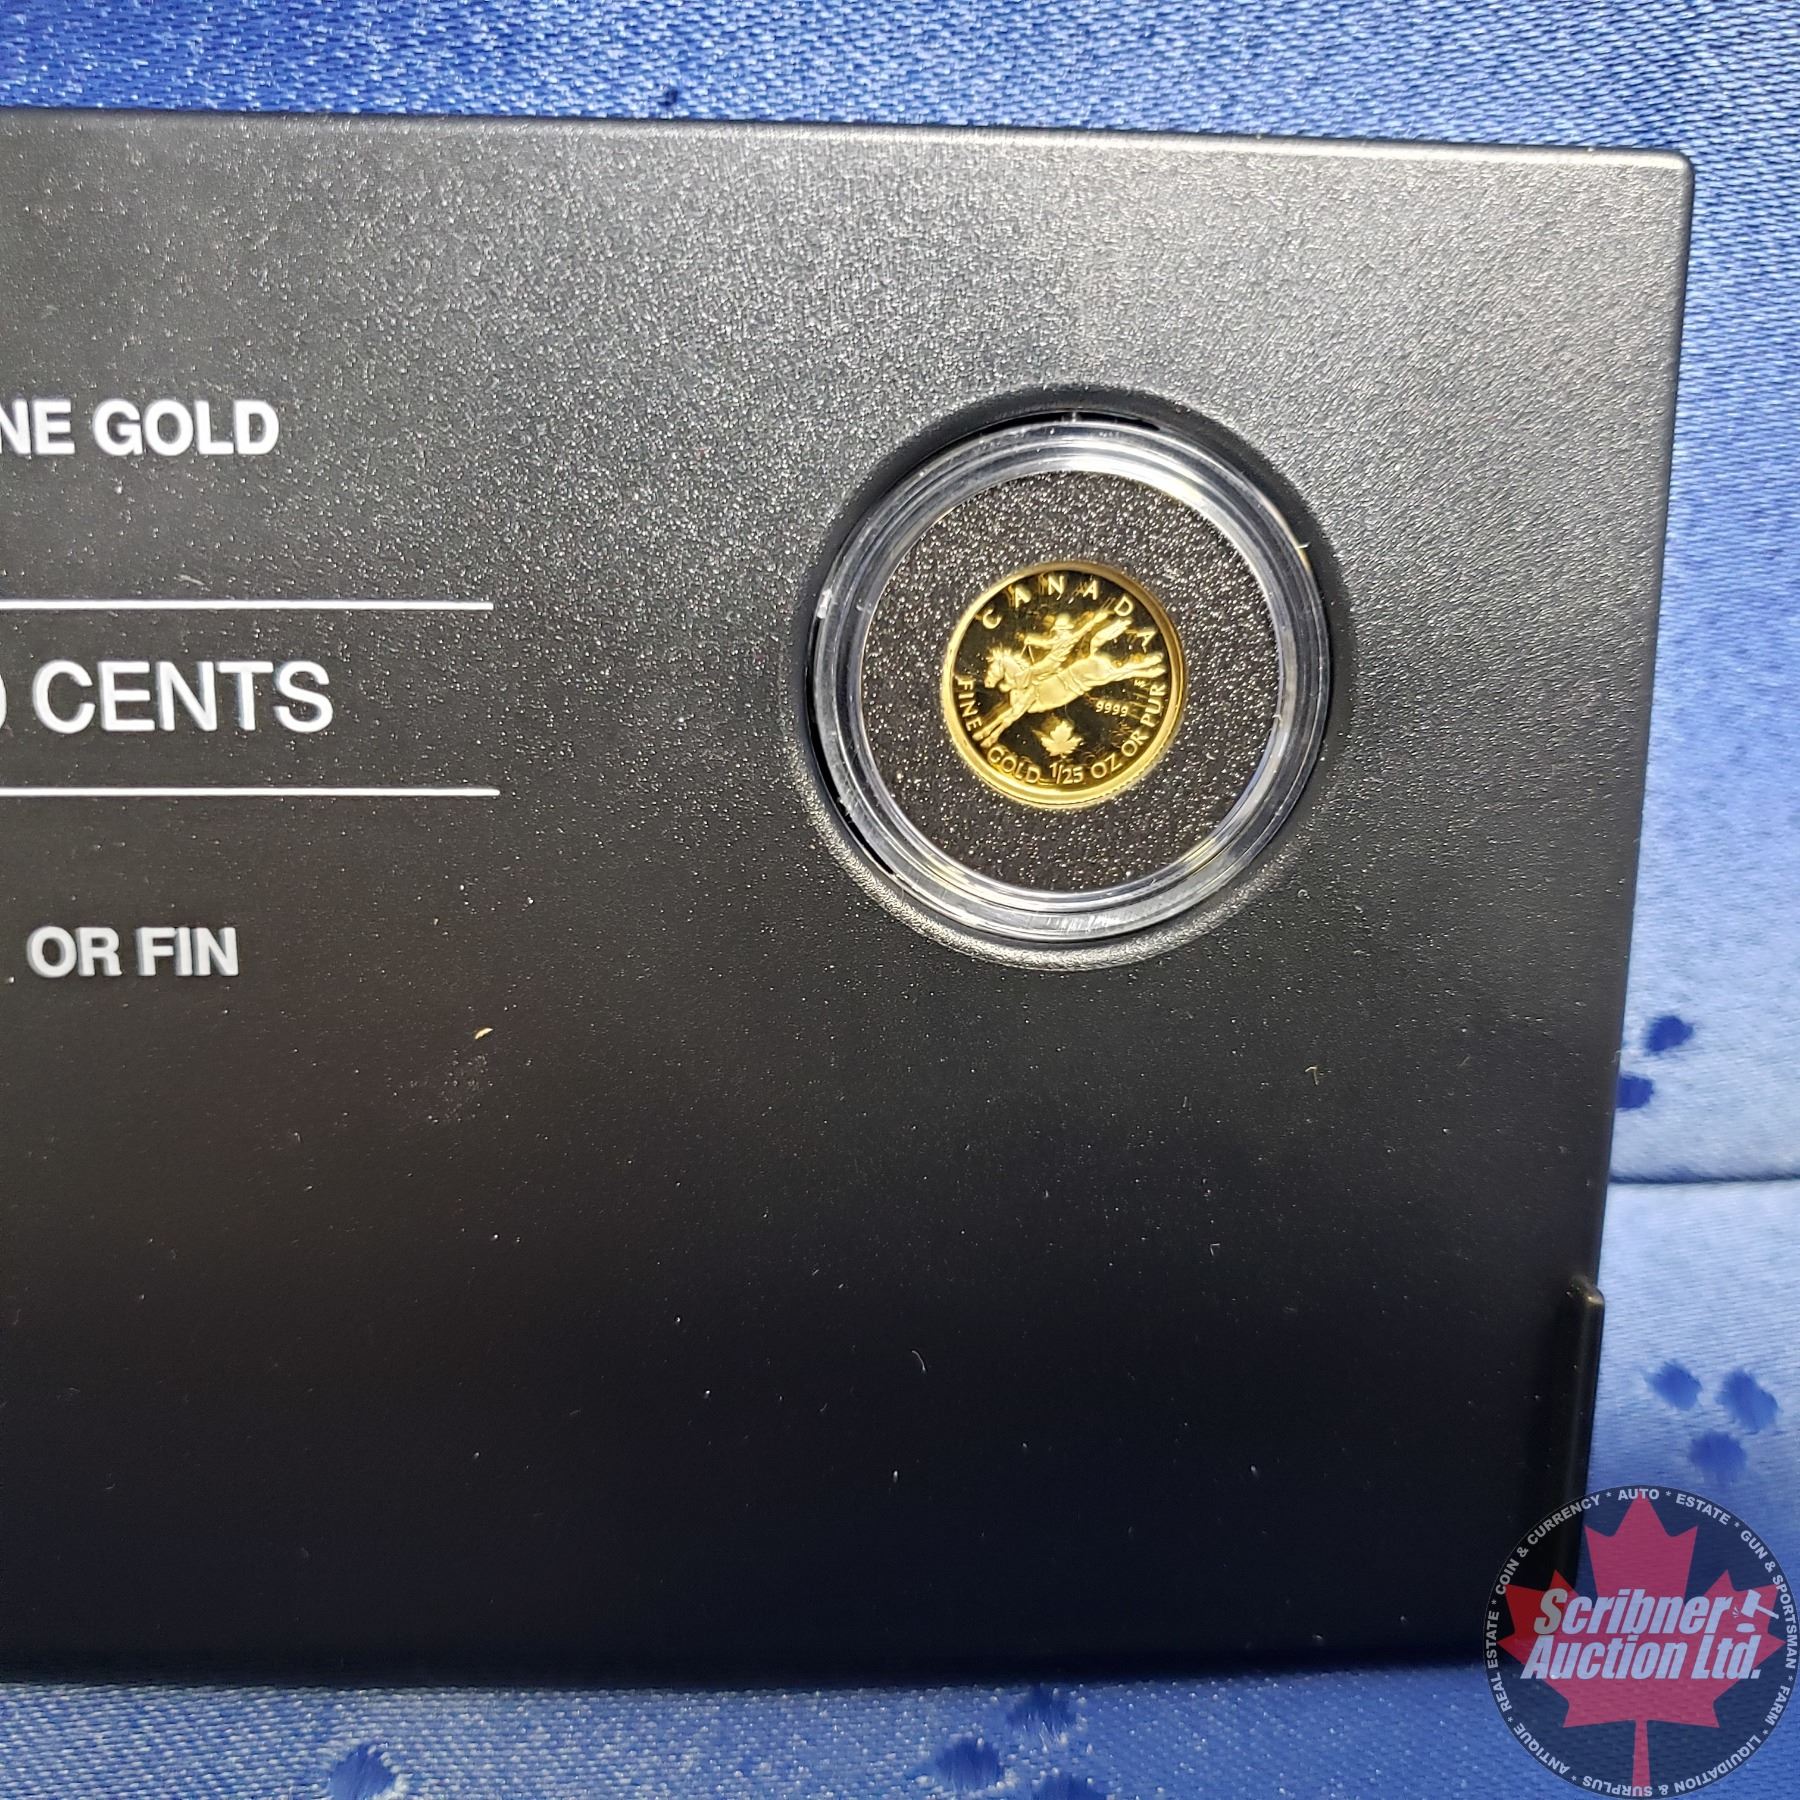 NE GOLD
CENTS
. OR FIN
CANADA
9999
FINE GOLD 1/25 OZ OR PUR
COIN & CURRENCY * AUTO * ESTATE * GUN & SPORTSMAN * FARM * LIQUIDATION & SURPLUS * ANTIQUE * REAL ESTATE *
Scribner
Auction Ltd.